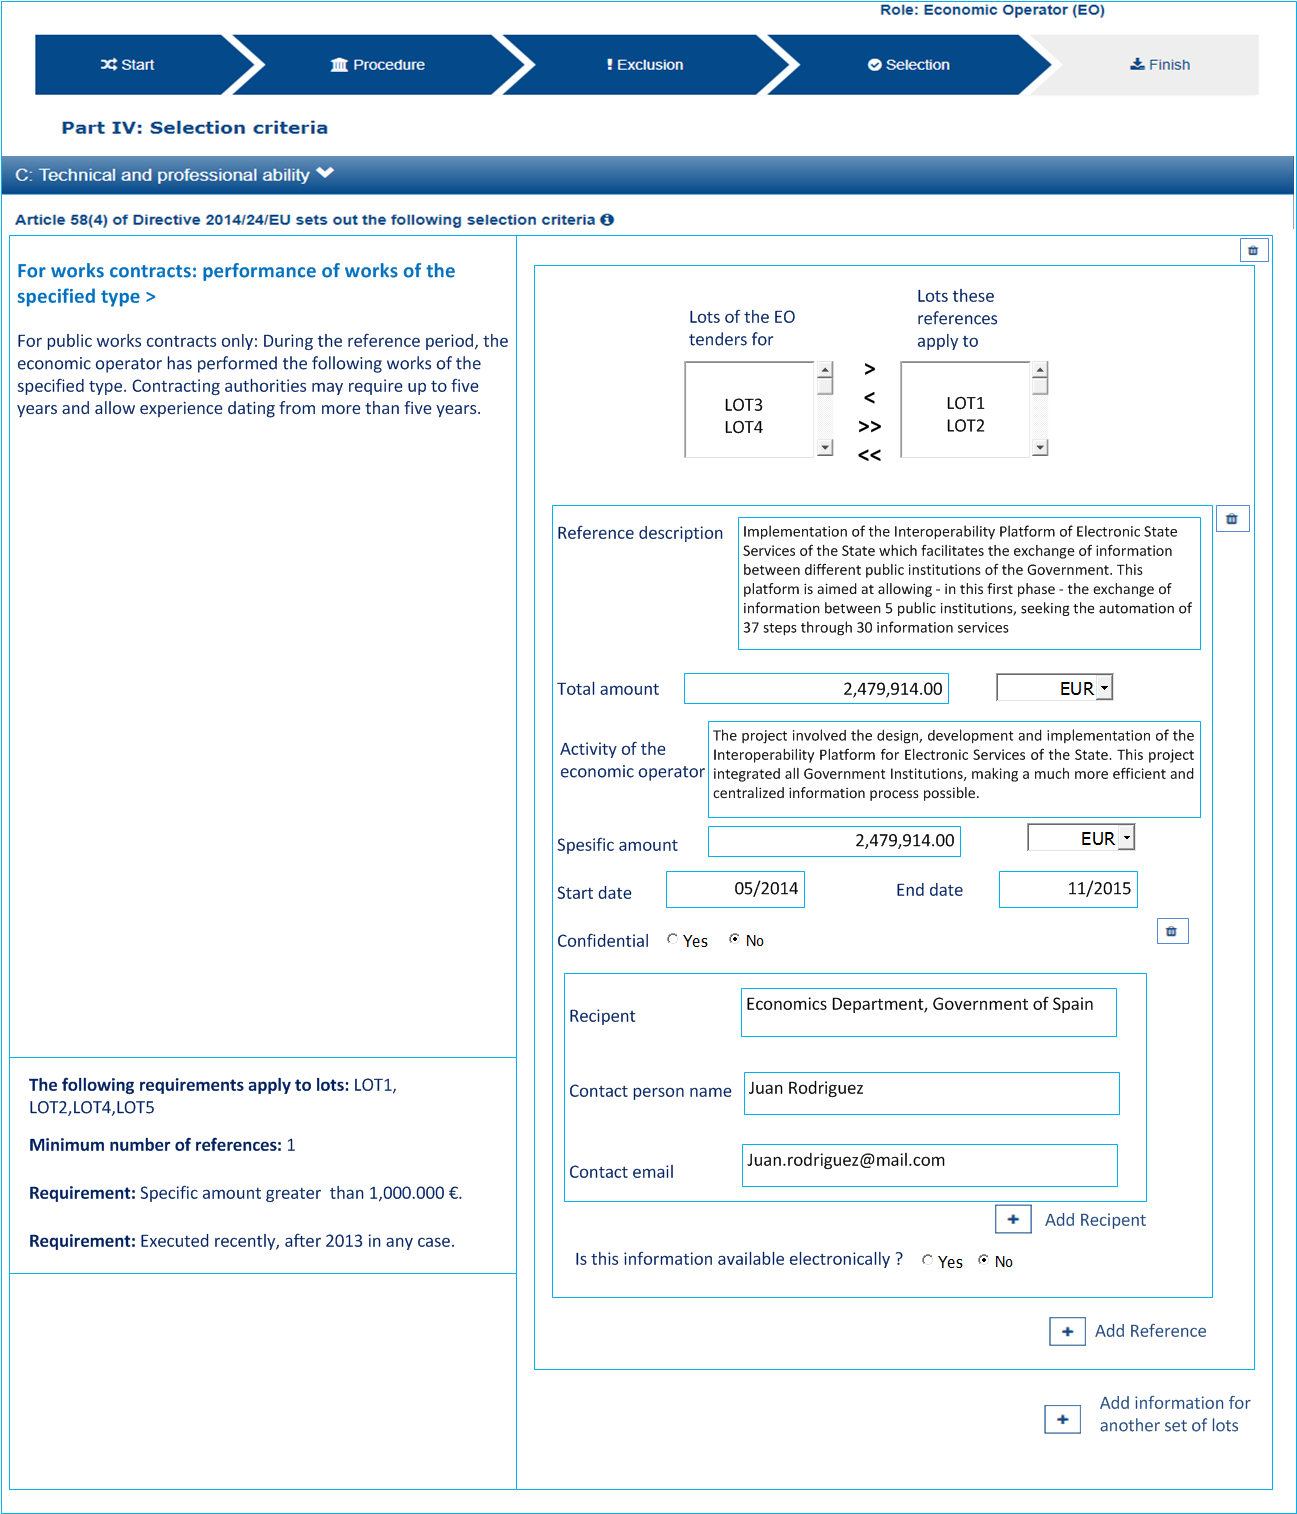 Role: Economic Operator (EO)
Start
Procedure
Exclusion
Selection
Finish
Part IV: Selection criteria
C: Technical and professional ability
Article 58(4) of Directive 2014/24/EU sets out the following selection criteria
For works contracts: performance of works of the
specified type >
For public works contracts only: During the reference period, the
economic operator has performed the following works of the
specified type. Contracting authorities may require up to five
years and allow experience dating from more than five years.
The following requirements apply to lots: LOT1,
LOT2,LOT4,LOT5
Minimum number of references: 1
Requirement: Specific amount greater  than 1,000.000 €.
Requirement: Executed recently, after 2013 in any case.
Lots of the EO
tenders for
LOT3
LOT4
>
<
>>
<<
Lots these
references
apply to
LOT1
LOT2
Reference description
Implementation of the Interoperability Platform of Electronic State
Services of the State which facilitates the exchange of information
between different public institutions of the Government. This
platform is aimed at allowing - in this first phase - the exchange of
information between 5 public institutions, seeking the automation of
37 steps through 30 information services
Total amount
2,479,914.00
EUR
Activity of the
economic operator
The project involved the design, development and implementation of the
Interoperability Platform for Electronic Services of the State. This project
integrated all Government Institutions, making a much more efficient and
centralized information process possible.
Spesific amount
2,479,914.00
EUR
Start date
05/2014
End date
11/2015
Confidential
Yes
No
Recipent
Economics Department, Government of Spain
Contact person name
Juan Rodriguez
Contact email
Juan.rodriguez@mail.com
+ Add Recipent
Is this information available electronically ?
Yes
No
+ Add Reference
+ Add information for
another set of lots